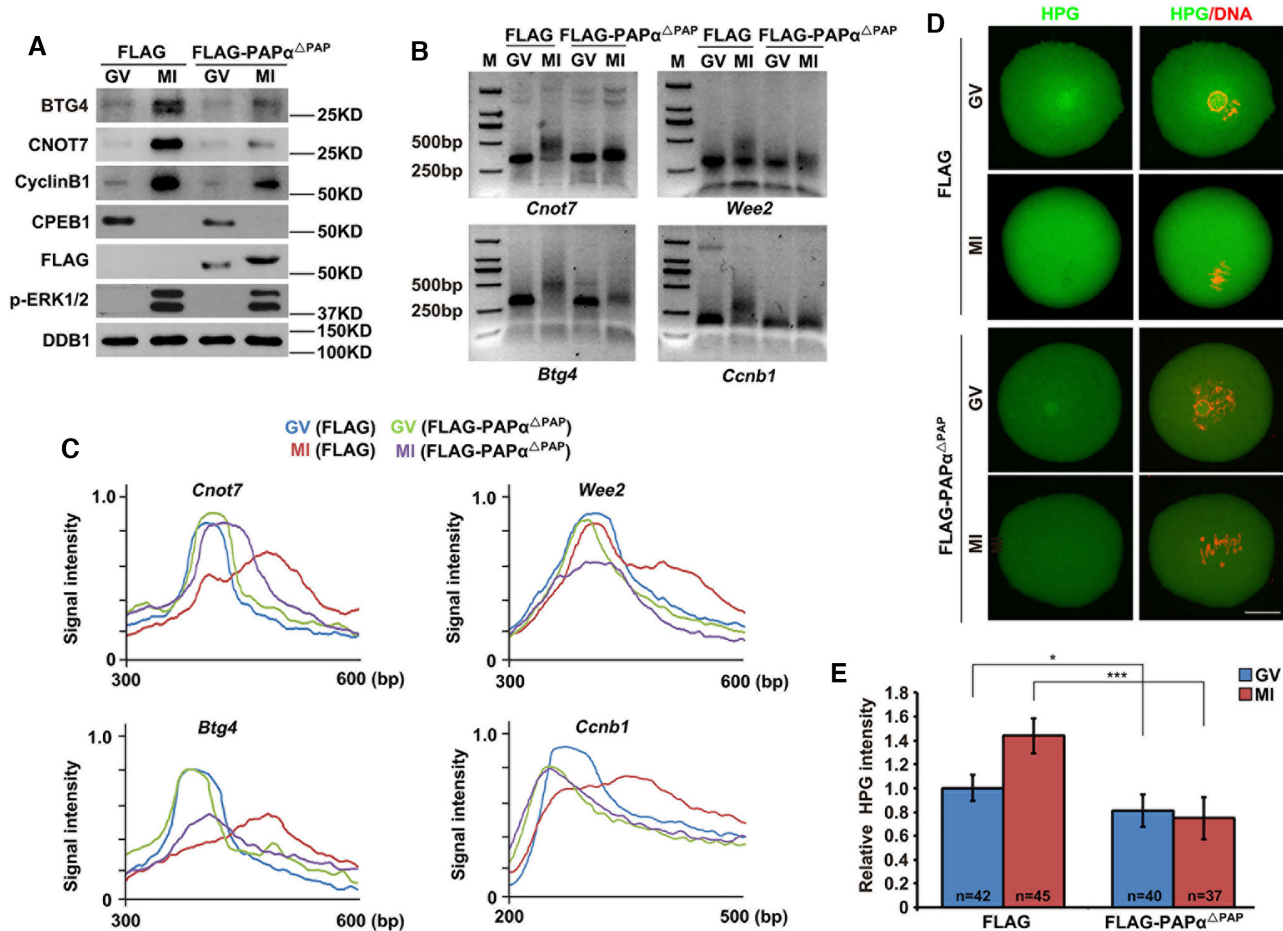 A
FLAG FLAG-PAPα△PAP
GV MI GV MI
BTG4
25KD
CNOT7
25KD
CyclinB1
50KD
CPEB1
50KD
FLAG
50KD
p-ERK1/2
37KD
DDB1
150KD
100KD
B
FLAG FLAG-PAPα△PAP FLAG FLAG-PAPα△PAP
M GV MI GV MI M GV MI GV MI
500bp
250bp
Cnot7 Wee2
500bp
250bp
Btg4 Ccnb1
C
GV (FLAG) GV (FLAG-PAPα△PAP)
MI (FLAG) MI (FLAG-PAPα△PAP)
Cnot7
1.0
Signal intensity
0
300 600 (bp)
Wee2
1.0
Signal intensity
0
300 600 (bp)
Btg4
1.0
Signal intensity
0
300 600 (bp)
Ccnb1
1.0
Signal intensity
0
200 500 (bp)
D
HPG HPG/DNA
FLAG
GV
MI
FLAG-PAPα△PAP
GV
MI
E
* ***
GV
MI
Relative HPG intensity
1.8
1.6
1.4
1.2
1.0
0.8
0.6
0.4
0.2
0
n=42 n=45 n=40 n=37
FLAG FLAG-PAPα△PAP